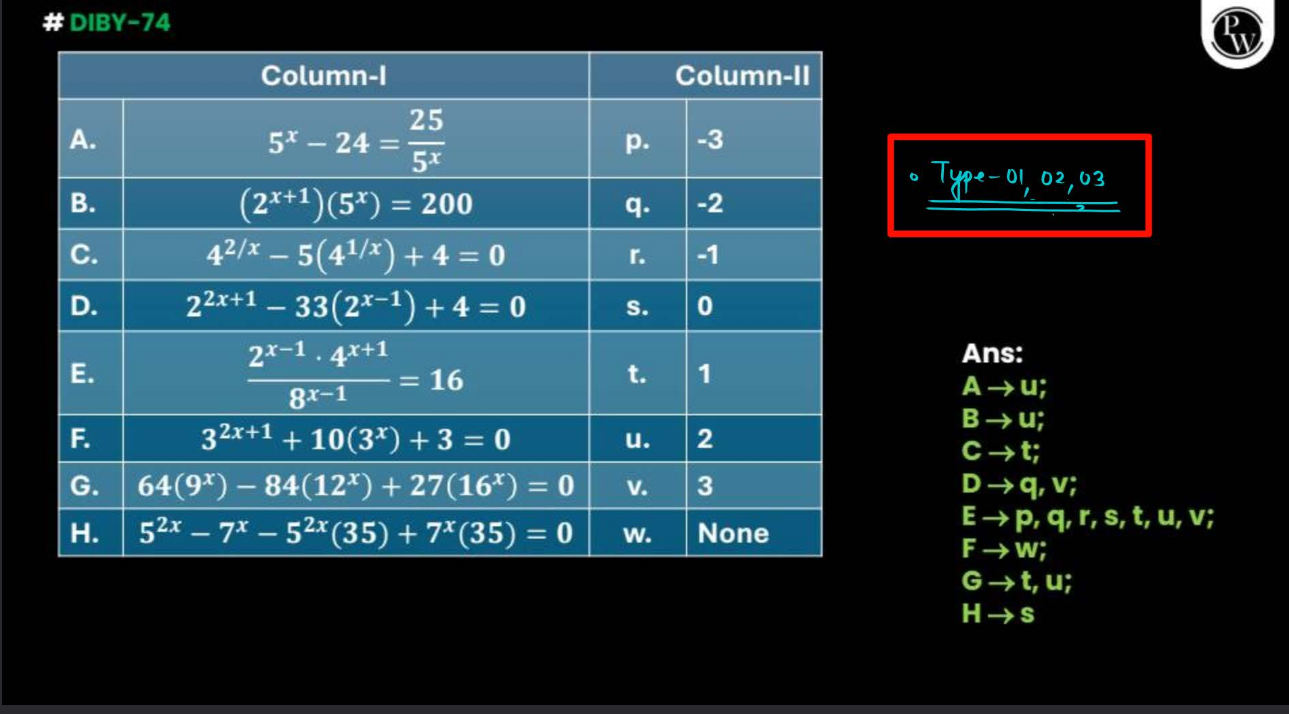 # DIBY-74
PW
Column-I Column-II
A. 5^x − 24 = 25/5^x p. -3
B. (2^{x+1})(5^x) = 200 q. -2
C. 4^{2/x} − 5(4^{1/x}) + 4 = 0 r. -1
D. 2^{2x+1} − 33(2^{x−1}) + 4 = 0 s. 0
E. (2^{x−1} . 4^{x+1})/8^{x−1} = 16 t. 1
F. 3^{2x+1} + 10(3^x) + 3 = 0 u. 2
G. 64(9^x) − 84(12^x) + 27(16^x) = 0 v. 3
H. 5^{2x} − 7^x − 5^{2x}(35) + 7^x(35) = 0 w. None
• Type-01, 02, 03
Ans:
A → u;
B → u;
C → t;
D → q, v;
E → p, q, r, s, t, u, v;
F → w;
G → t, u;
H → s